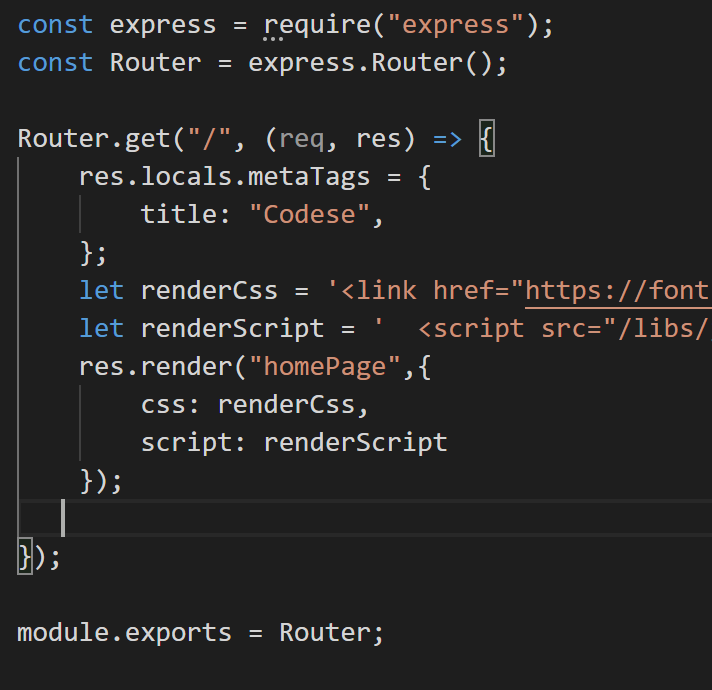 const express = require("express");
const Router = express.Router();
Router.get("/", (req, res) => {
    res.locals.metaTags = {
        title: "Codese",
    };
    let renderCss = '<link href="https://font
    let renderScript = '  <script src="/libs/
    res.render("homePage",{
        css: renderCss,
        script: renderScript
    });
});
module.exports = Router;